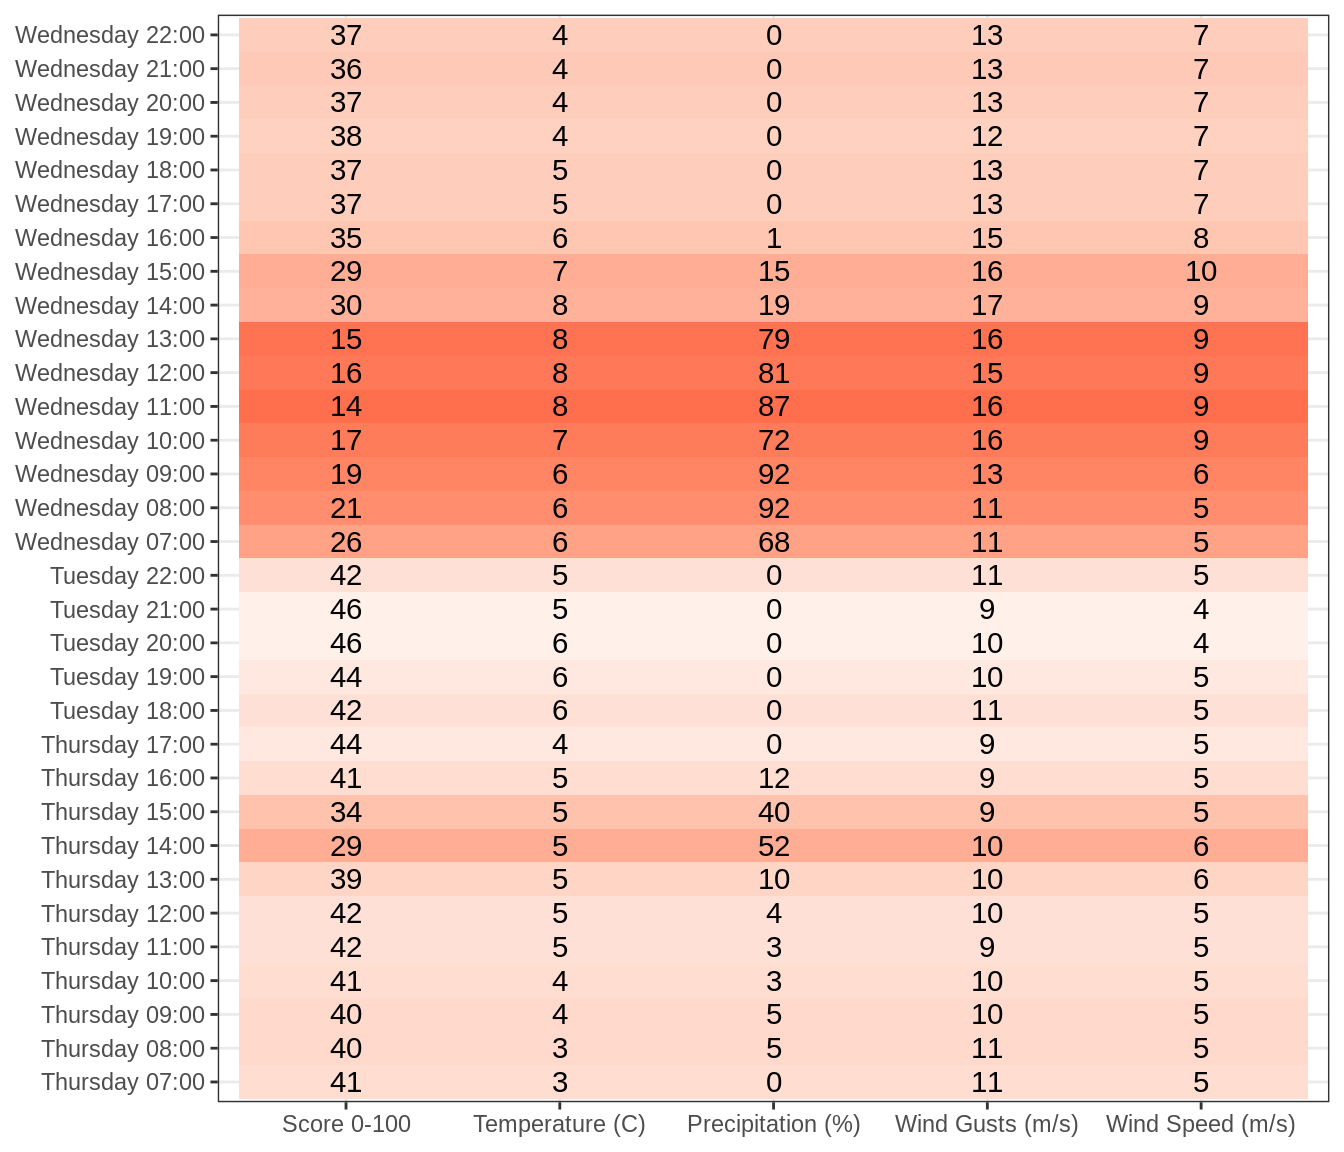 Wednesday 22:00 37 4 0 13 7
Wednesday 21:00 36 4 0 13 7
Wednesday 20:00 37 4 0 13 7
Wednesday 19:00 38 4 0 12 7
Wednesday 18:00 37 5 0 13 7
Wednesday 17:00 37 5 0 13 7
Wednesday 16:00 35 6 1 15 8
Wednesday 15:00 29 7 15 16 10
Wednesday 14:00 30 8 19 17 9
Wednesday 13:00 15 8 79 16 9
Wednesday 12:00 16 8 81 15 9
Wednesday 11:00 14 8 87 16 9
Wednesday 10:00 17 7 72 16 9
Wednesday 09:00 19 6 92 13 6
Wednesday 08:00 21 6 92 11 5
Wednesday 07:00 26 6 68 11 5
Tuesday 22:00 42 5 0 11 5
Tuesday 21:00 46 5 0 9 4
Tuesday 20:00 46 6 0 10 4
Tuesday 19:00 44 6 0 10 5
Tuesday 18:00 42 6 0 11 5
Thursday 17:00 44 4 0 9 5
Thursday 16:00 41 5 12 9 5
Thursday 15:00 34 5 40 9 5
Thursday 14:00 29 5 52 10 6
Thursday 13:00 39 5 10 10 6
Thursday 12:00 42 5 4 10 5
Thursday 11:00 42 5 3 9 5
Thursday 10:00 41 4 3 10 5
Thursday 09:00 40 4 5 10 5
Thursday 08:00 40 3 5 11 5
Thursday 07:00 41 3 0 11 5
Score 0-100 Temperature (C) Precipitation (%) Wind Gusts (m/s) Wind Speed (m/s)